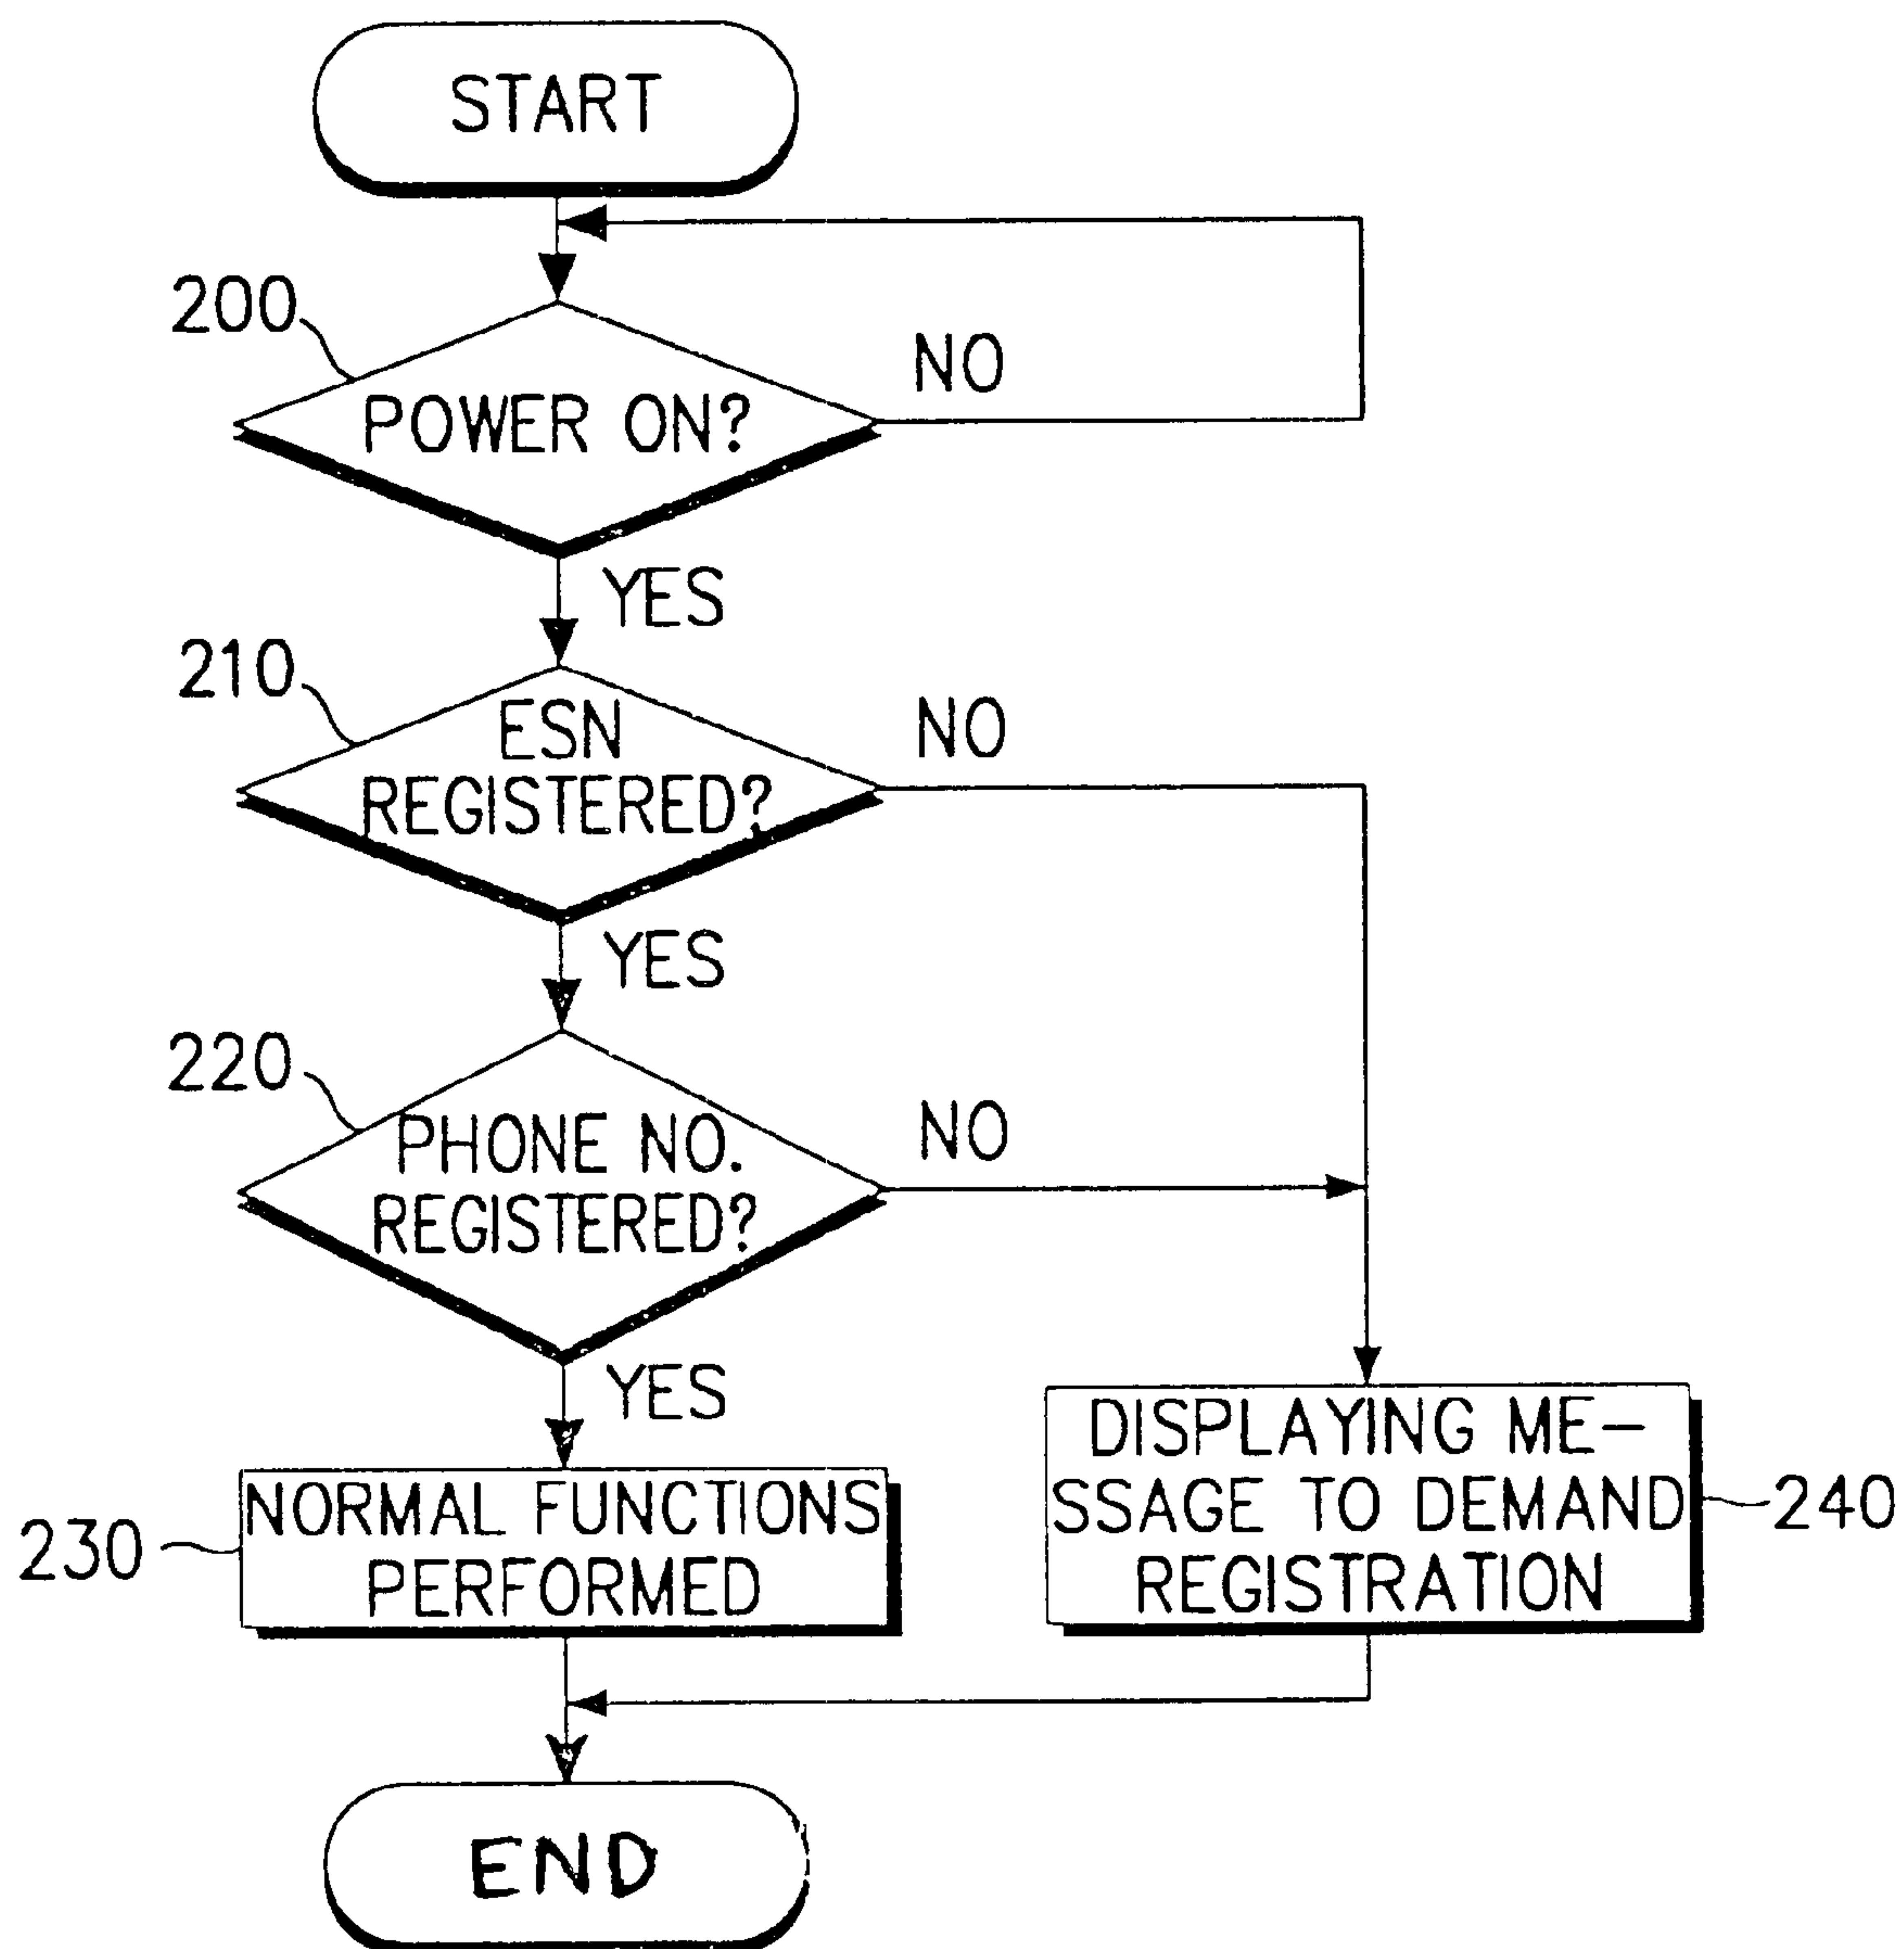 START
200
POWER ON?
NO
YES
210
ESN
REGISTERED?
NO
YES
220
PHONE NO.
REGISTERED?
NO
YES
230
NORMAL FUNCTIONS
PERFORMED
DISPLAYING ME-
SSAGE TO DEMAND
REGISTRATION
240
END